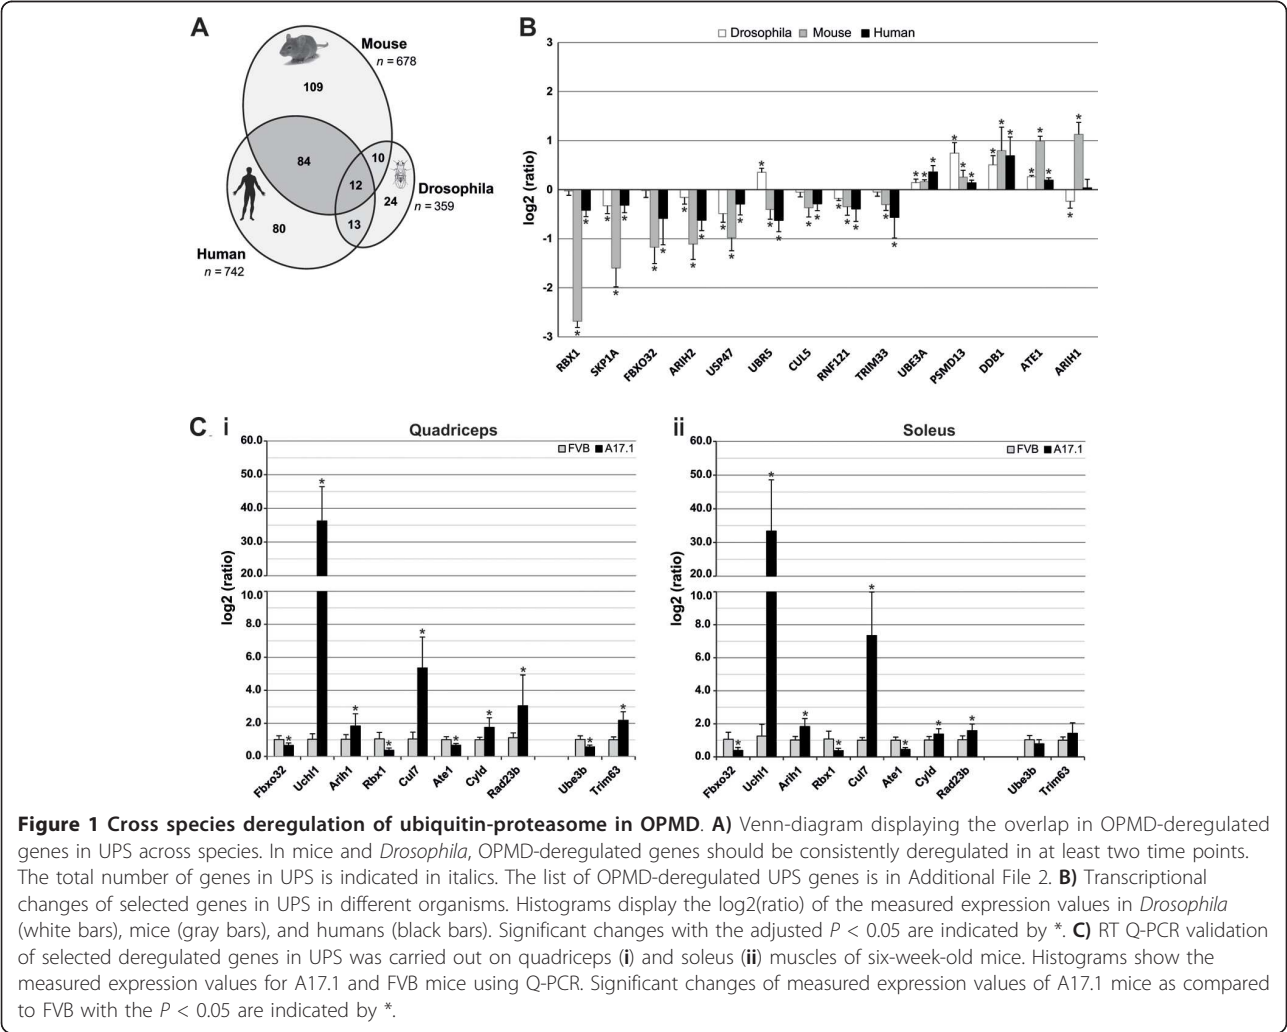 A
Mouse
n = 678
109
84
10
12
Drosophila
n = 359
24
13
80
Human
n = 742
B
Drosophila Mouse Human
log2 (ratio)
3
2
1
0
-1
-2
-3
* * * * * * * * * * * * * * * * * * * * * * * * * * * * * * * * * *
RBX1 SKP1A FBXO32 ARIH2 USP47 UBR5 CUL5 RNF121 TRIM33 UBE3A PSMD13 DDB1 ATE1 ARIH1
C i
Quadriceps
FVB A17.1
log2 (ratio)
60.0
50.0
40.0
30.0
20.0
10.0
8.0
6.0
4.0
2.0
0.0
* * * * * * * * * *
Fbxo32 Uchl1 Arih1 Rbx1 Cul7 Ate1 Cyld Rad23b Ube3b Trim63
ii
Soleus
FVB A17.1
log2 (ratio)
60.0
50.0
40.0
30.0
20.0
10.0
8.0
6.0
4.0
2.0
0.0
* * * * * * * *
Fbxo32 Uchl1 Arih1 Rbx1 Cul7 Ate1 Cyld Rad23b Ube3b Trim63
Figure 1 Cross species deregulation of ubiquitin-proteasome in OPMD. A) Venn-diagram displaying the overlap in OPMD-deregulated
genes in UPS across species. In mice and Drosophila, OPMD-deregulated genes should be consistently deregulated in at least two time points.
The total number of genes in UPS is indicated in italics. The list of OPMD-deregulated UPS genes is in Additional File 2. B) Transcriptional
changes of selected genes in UPS in different organisms. Histograms display the log2(ratio) of the measured expression values in Drosophila
(white bars), mice (gray bars), and humans (black bars). Significant changes with the adjusted P < 0.05 are indicated by *. C) RT Q-PCR validation
of selected deregulated genes in UPS was carried out on quadriceps (i) and soleus (ii) muscles of six-week-old mice. Histograms show the
measured expression values for A17.1 and FVB mice using Q-PCR. Significant changes of measured expression values of A17.1 mice as compared
to FVB with the P < 0.05 are indicated by *.